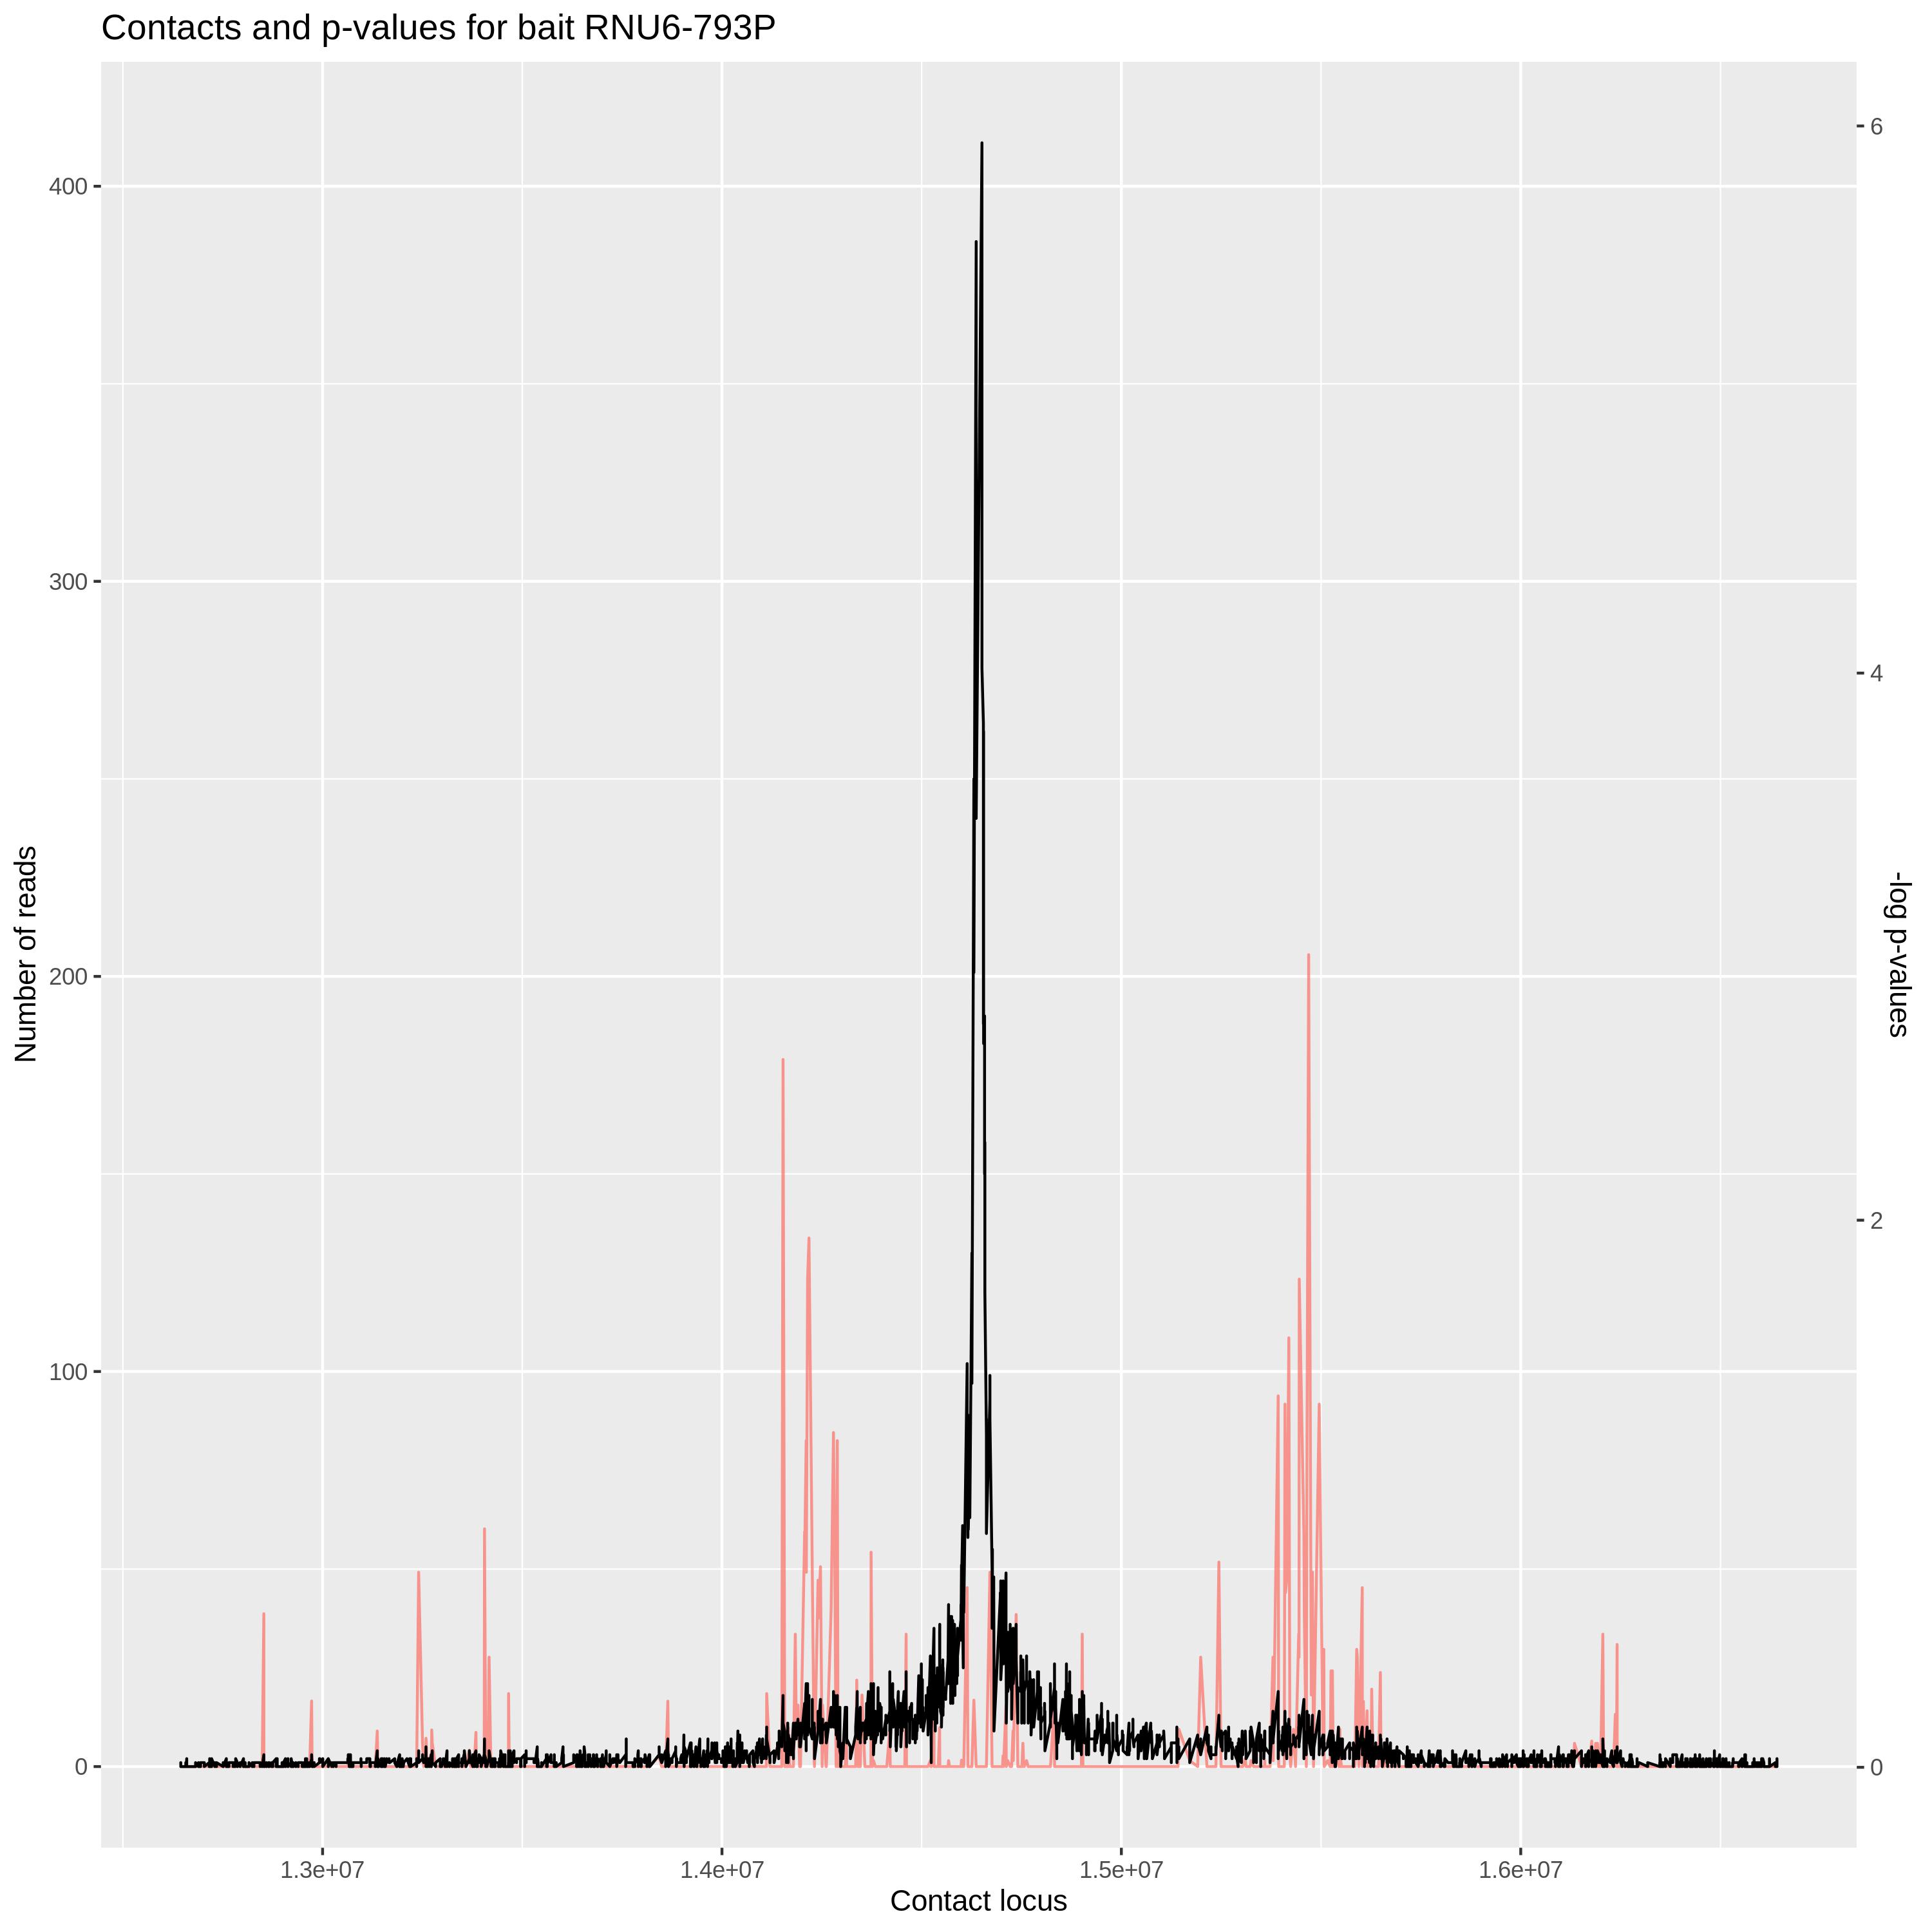 Contacts and p-values for bait RNU6-793P
6
400
4
300
Number of reads
-log p-values
200
2
100
0
0
1.3e+07
1.4e+07
1.5e+07
1.6e+07
Contact locus